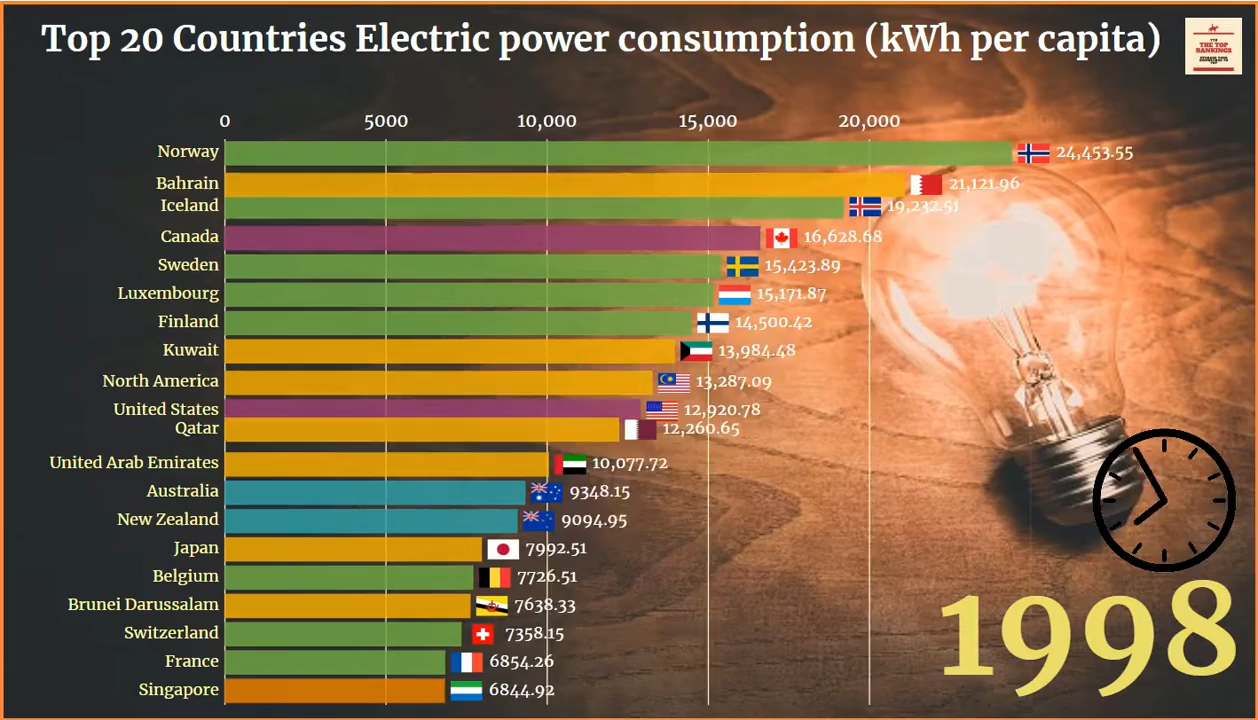 Top 20 Countries Electric power consumption (kWh per capita)
THE TOP
RANKINGS
0 5000 10,000 15,000 20,000
Norway 24,453.55
Bahrain 21,121.96
Iceland 19,232.51
Canada 16,628.68
Sweden 15,423.89
Luxembourg 15,171.87
Finland 14,500.42
Kuwait 13,984.48
North America 13,287.09
United States 12,920.78
Qatar 12,260.65
United Arab Emirates 10,077.72
Australia 9348.15
New Zealand 9094.95
Japan 7992.51
Belgium 7726.51
Brunei Darussalam 7638.33
Switzerland 7358.15
France 6854.26
Singapore 6844.92
1998